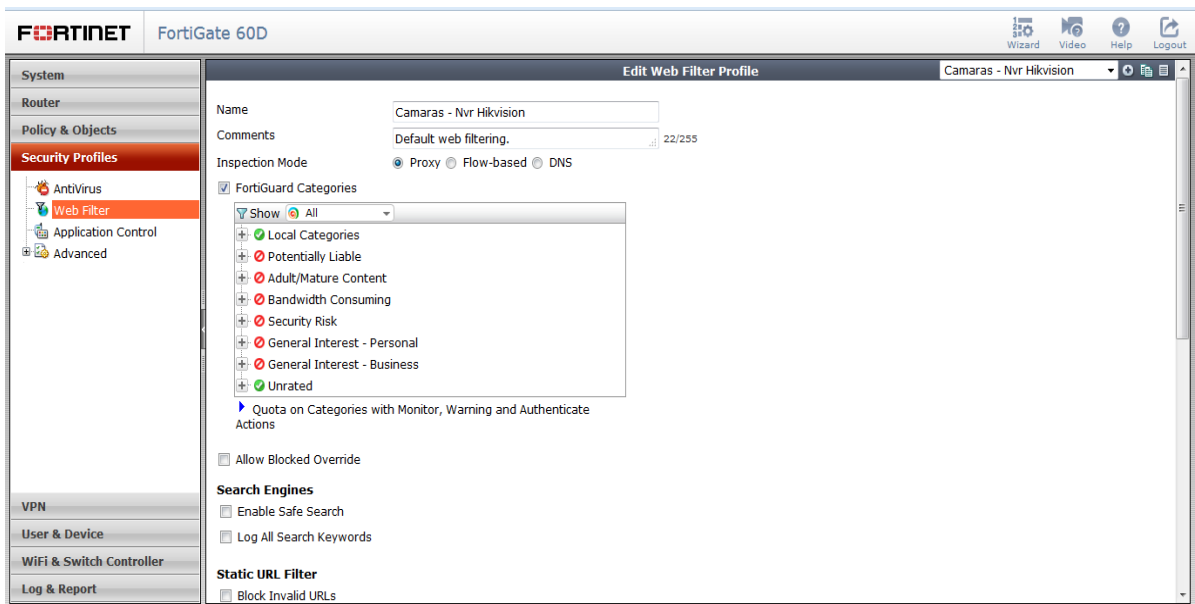 FORTINET FortiGate 60D
Wizard Video Help Logout
System
Router
Policy & Objects
Security Profiles
AntiVirus
Web Filter
Application Control
Advanced
VPN
User & Device
WiFi & Switch Controller
Log & Report
Edit Web Filter Profile Camaras - Nvr Hikvision
Name Camaras - Nvr Hikvision
Comments Default web filtering. 22/255
Inspection Mode Proxy Flow-based DNS
FortiGuard Categories
Show All
Local Categories
Potentially Liable
Adult/Mature Content
Bandwidth Consuming
Security Risk
General Interest - Personal
General Interest - Business
Unrated
Quota on Categories with Monitor, Warning and Authenticate
Actions
Allow Blocked Override
Search Engines
Enable Safe Search
Log All Search Keywords
Static URL Filter
Block Invalid URLs